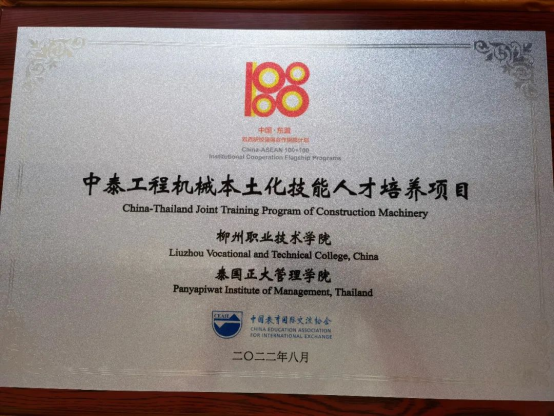 中国·东盟
China-ASEAN 100+100
Institutional Cooperation Flagship Programs
中泰工程机械本土化技能人才培养项目
China-Thailand Joint Training Program of Construction Machinery
柳州职业技术学院
Liuzhou Vocational and Technical College, China
泰国正大管理学院
Panyapiwat Institute of Management, Thailand
CEAIE
中国教育国际交流协会
CHINA EDUCATION ASSOCIATION
FOR INTERNATIONAL EXCHANGE
二〇二二年八月